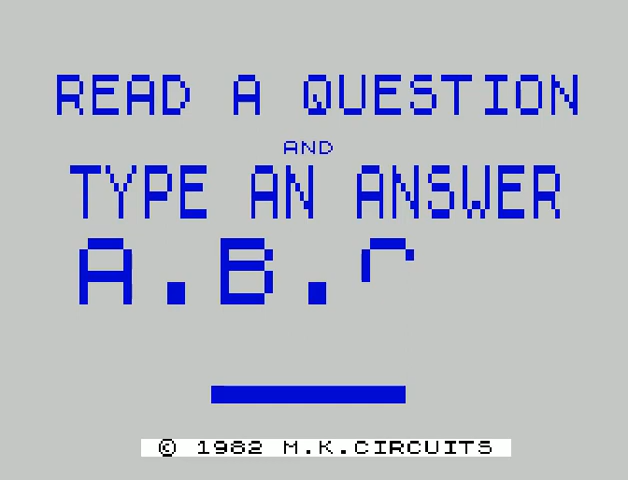 READ A QUESTION
AND
TYPE AN ANSWER
A.B.
© 1982 M.K.CIRCUITS